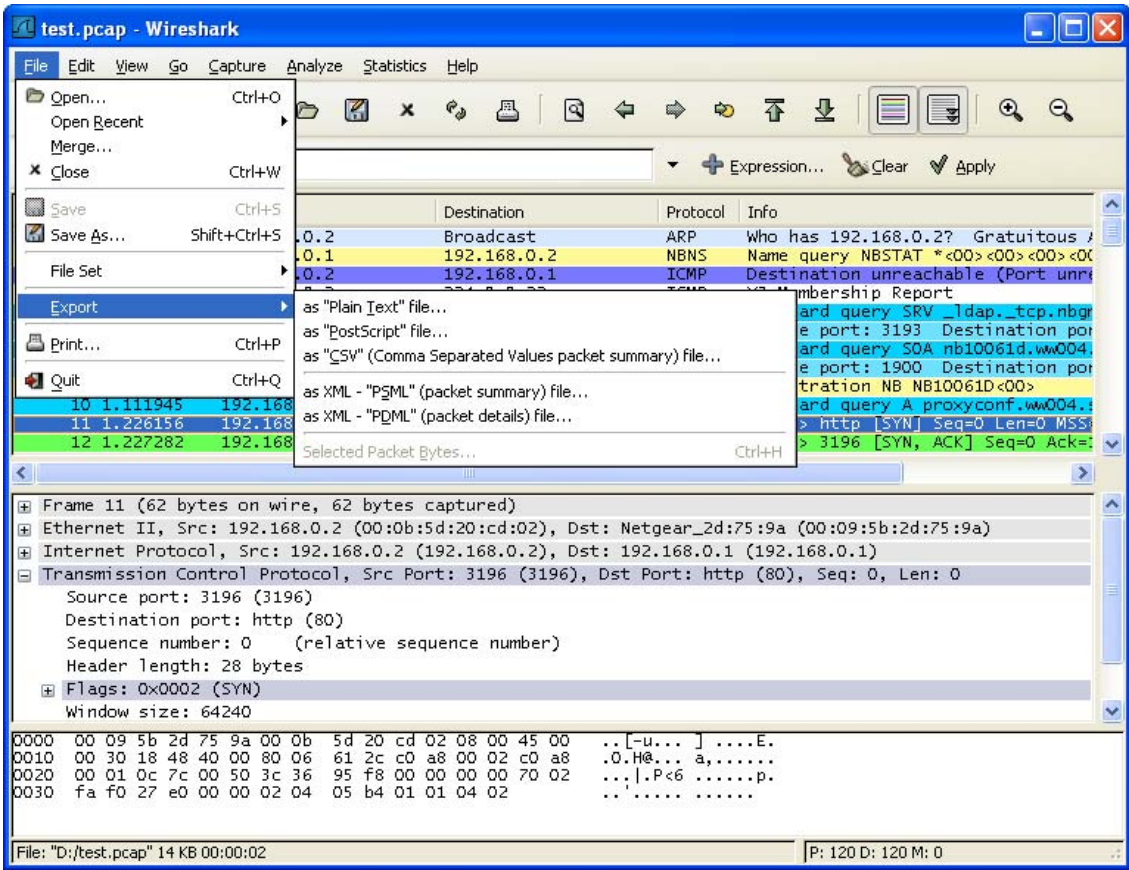 test.pcap - Wireshark
File Edit View Go Capture Analyze Statistics Help
Open... Ctrl+O
Open Recent
Merge...
Close Ctrl+W
Save Ctrl+S
Save As... Shift+Ctrl+S
File Set
Export
Print... Ctrl+P
Quit Ctrl+Q
Expression... Clear Apply
Destination Protocol Info
.0.2 Broadcast ARP Who has 192.168.0.2? Gratuitous
.0.1 192.168.0.2 NBNS Name query NBSTAT *<00><00><00><00
.0.2 192.168.0.1 ICMP Destination unreachable (Port unre
mbership Report
ard query SRV _ldap._tcp.nbgm
e port: 3193 Destination por
ard query SOA nb10061d.ww004.
e port: 1900 Destination por
tration NB NB10061D<00>
10 1.111945 192.168 ard query A proxyconf.ww004.s
11 1.226156 192.168 > http [SYN] Seq=0 Len=0 MSS
12 1.227282 192.168 > 3196 [SYN, ACK] Seq=0 Ack=
as "Plain Text" file...
as "PostScript" file...
as "CSV" (Comma Separated Values packet summary) file...
as XML - "PSML" (packet summary) file...
as XML - "PDML" (packet details) file...
Selected Packet Bytes... Ctrl+H
Frame 11 (62 bytes on wire, 62 bytes captured)
Ethernet II, Src: 192.168.0.2 (00:0b:5d:20:cd:02), Dst: Netgear_2d:75:9a (00:09:5b:2d:75:9a)
Internet Protocol, Src: 192.168.0.2 (192.168.0.2), Dst: 192.168.0.1 (192.168.0.1)
Transmission Control Protocol, Src Port: 3196 (3196), Dst Port: http (80), Seq: 0, Len: 0
Source port: 3196 (3196)
Destination port: http (80)
Sequence number: 0 (relative sequence number)
Header length: 28 bytes
Flags: 0x0002 (SYN)
Window size: 64240
0000 00 09 5b 2d 75 9a 00 0b 5d 20 cd 02 08 00 45 00 ..[-u... ] ....E.
0010 00 30 18 48 40 00 80 06 61 2c c0 a8 00 02 c0 a8 .0.H@... a,......
0020 00 01 0c 7c 00 50 3c 36 95 f8 00 00 00 00 70 02 ...|.P<6 ......p.
0030 fa f0 27 e0 00 00 02 04 05 b4 01 01 04 02 ..'..... ......
File: "D:/test.pcap" 14 KB 00:00:02
P: 120 D: 120 M: 0